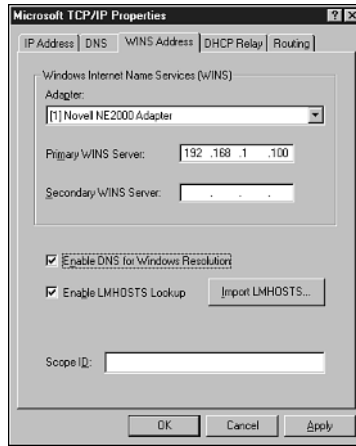 Microsoft TCP/IP Properties
IP Address DNS WINS Address DHCP Relay Routing
Windows Internet Name Services (WINS)
Adapter:
[1] Novell NE2000 Adapter
Primary WINS Server: 192 .168 .1 .100
Secondary WINS Server: . . .
Enable DNS for Windows Resolution
Enable LMHOSTS Lookup Import LMHOSTS...
Scope ID:
OK Cancel Apply